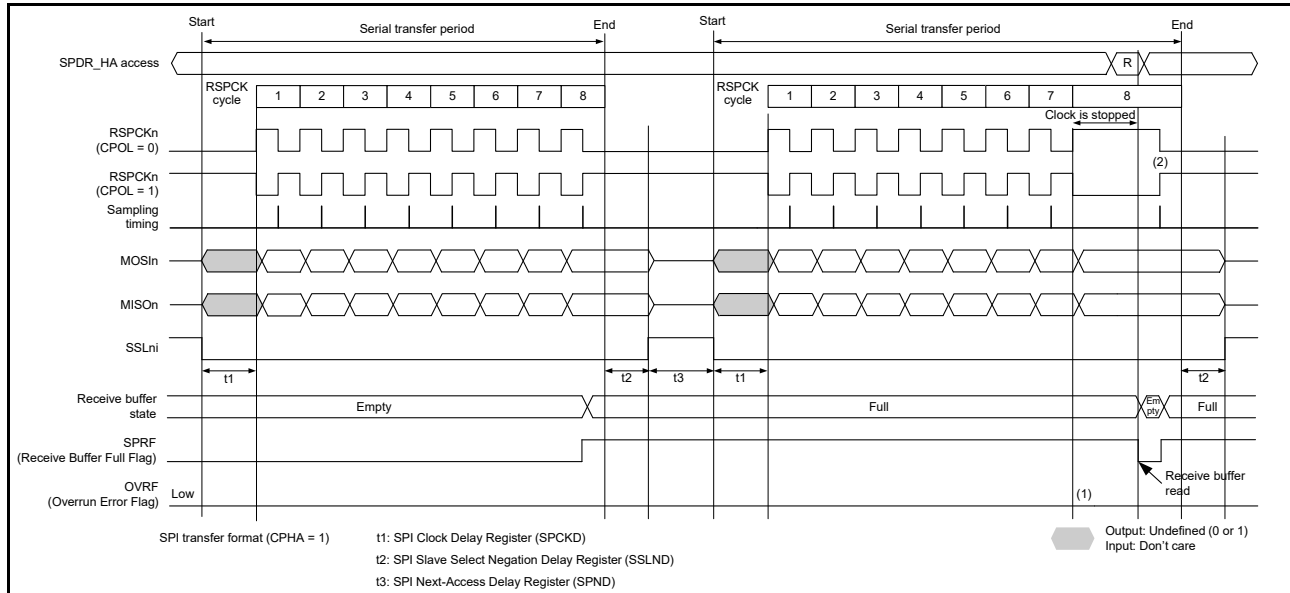 Start End Start End
Serial transfer period Serial transfer period
SPDR_HA access R
RSPCK cycle 1 2 3 4 5 6 7 8 RSPCK cycle 1 2 3 4 5 6 7 8
Clock is stopped
RSPCKn
(CPOL = 0)
(2)
RSPCKn
(CPOL = 1)
Sampling
timing
MOSIn
MISOn
SSLni
t1 t2 t3 t1 t2
Receive buffer
state
Empty Full Em
pty Full
SPRF
(Receive Buffer Full Flag)
Receive buffer
read
OVRF
(Overrun Error Flag)
Low (1)
SPI transfer format (CPHA = 1)
t1: SPI Clock Delay Register (SPCKD)
t2: SPI Slave Select Negation Delay Register (SSLND)
t3: SPI Next-Access Delay Register (SPND)
Output: Undefined (0 or 1)
Input: Don't care